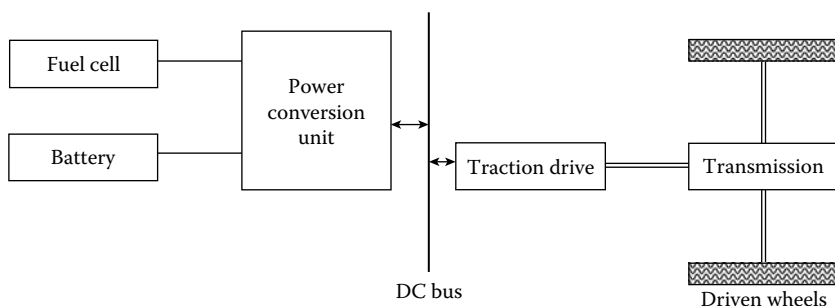 Fuel cell
Battery
Power
conversion
unit
DC bus
Traction drive
Transmission
Driven wheels